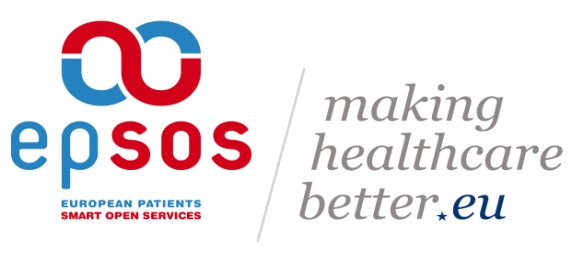 epsos
EUROPEAN PATIENTS
SMART OPEN SERVICES
making
healthcare
better.eu